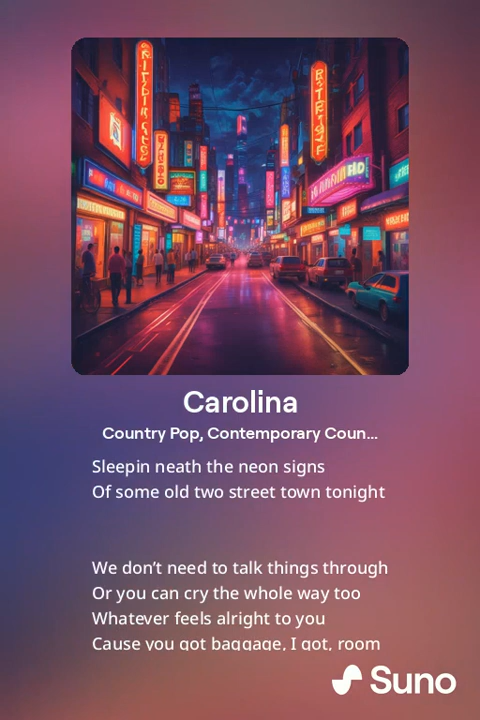 Carolina
Country Pop, Contemporary Coun...
Sleepin neath the neon signs
Of some old two street town tonight
We don’t need to talk things through
Or you can cry the whole way too
Whatever feels alright to you
Cause you got baggage, I got, room
Suno